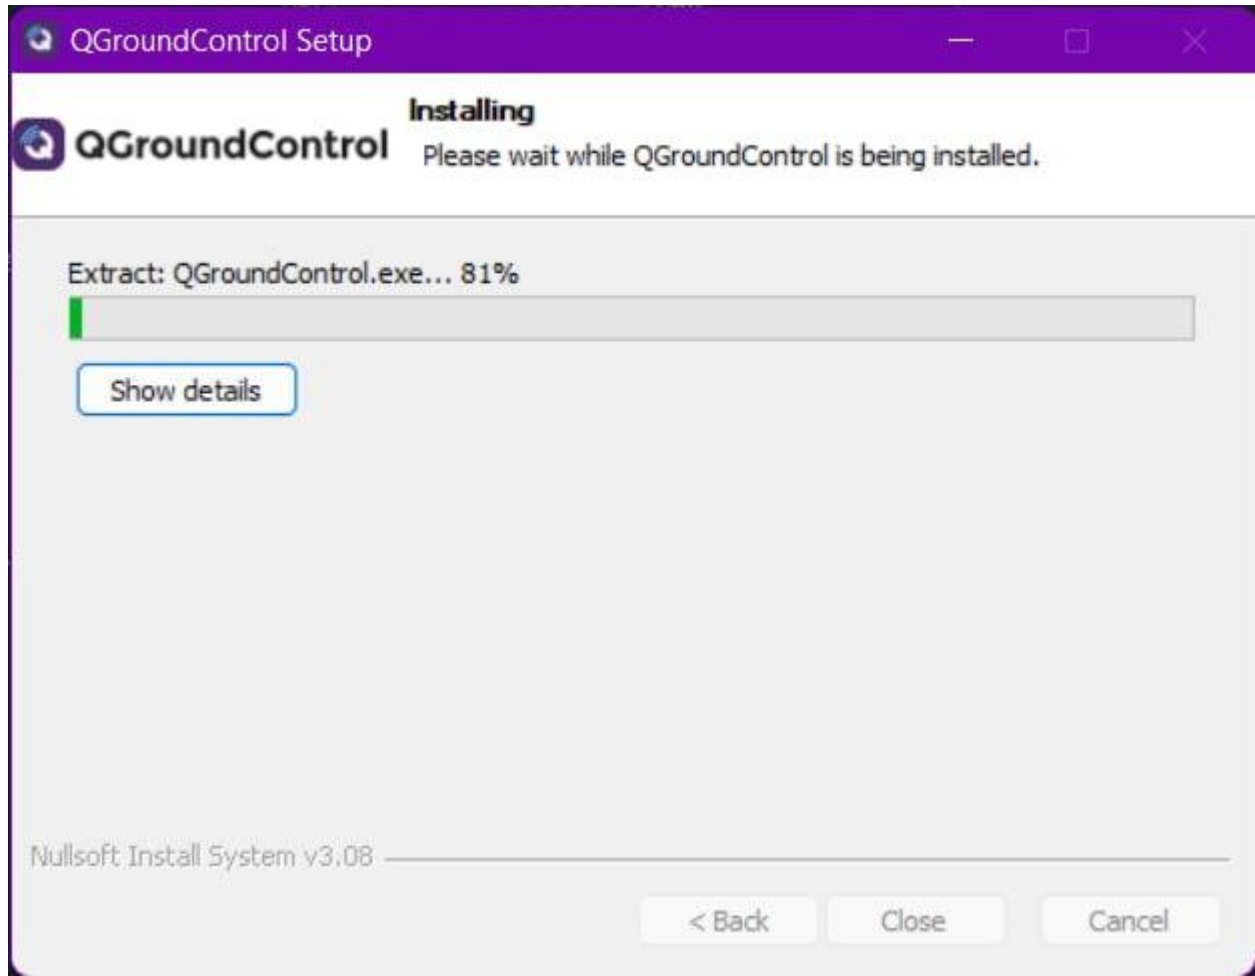 QGroundControl Setup
QGroundControl
Installing
Please wait while QGroundControl is being installed.
Extract: QGroundControl.exe... 81%
Show details
Nullsoft Install System v3.08
< Back
Close
Cancel